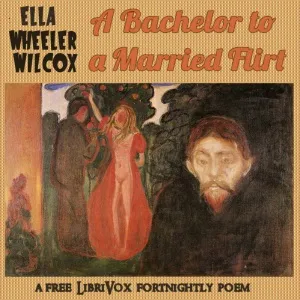 ELLA
WHEELER
WILCOX
A Bachelor to
a Married Flirt
A FREE LIBRIVOX FORTNIGHTLY POEM